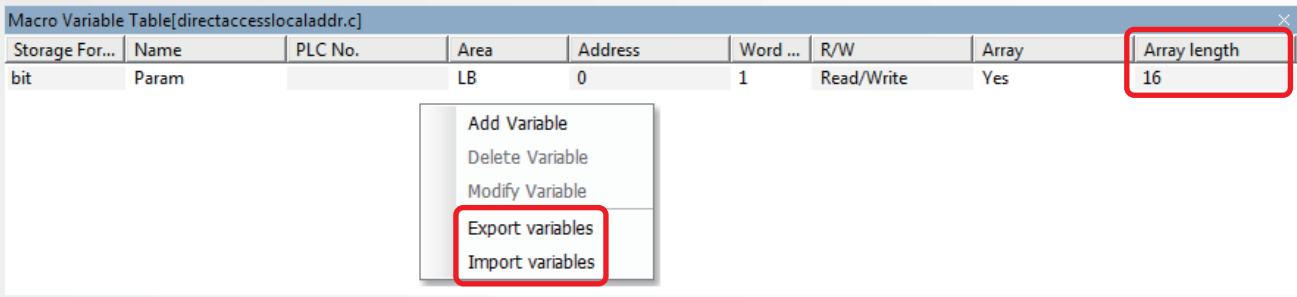 Macro Variable Table[directaccesslocaladdr.c]
Storage For... Name PLC No. Area Address Word ... R/W Array Array length
bit Param LB 0 1 Read/Write Yes 16
Add Variable
Delete Variable
Modify Variable
Export variables
Import variables